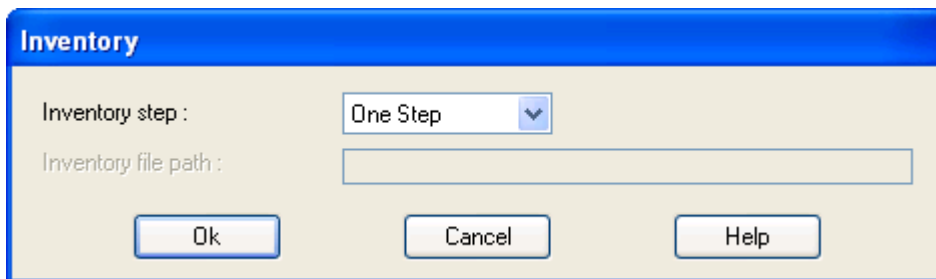 Inventory
Inventory step : One Step
Inventory file path :
Ok Cancel Help